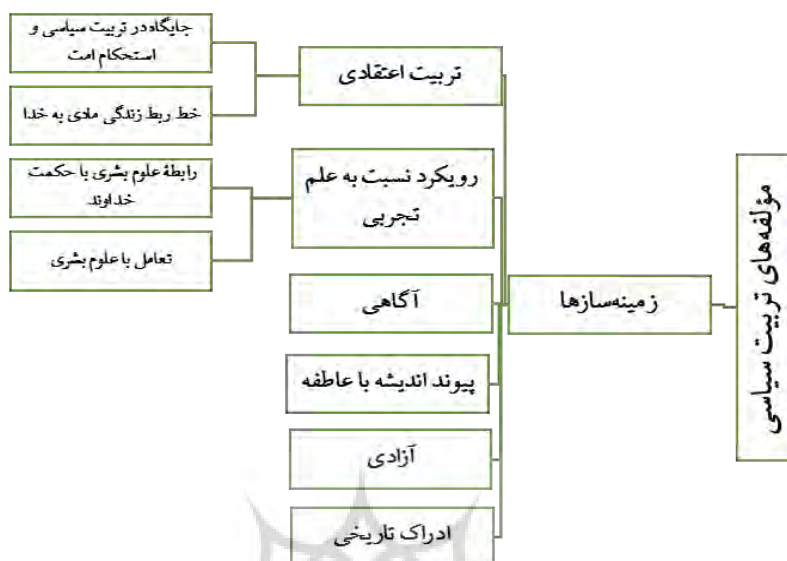 مؤلفه‌های تربیت سیاسی
زمینه‌سازها
تربیت اعتقادی
جایگاه در تربیت سیاسی و
استحکام امت
خط ربط زندگی مادی به خدا
رویکرد نسبت به علم
تجربی
رابطۀ علوم بشری با حکمت
خداوند
تعامل با علوم بشری
آگاهی
پیوند اندیشه با عاطفه
آزادی
ادراک تاریخی